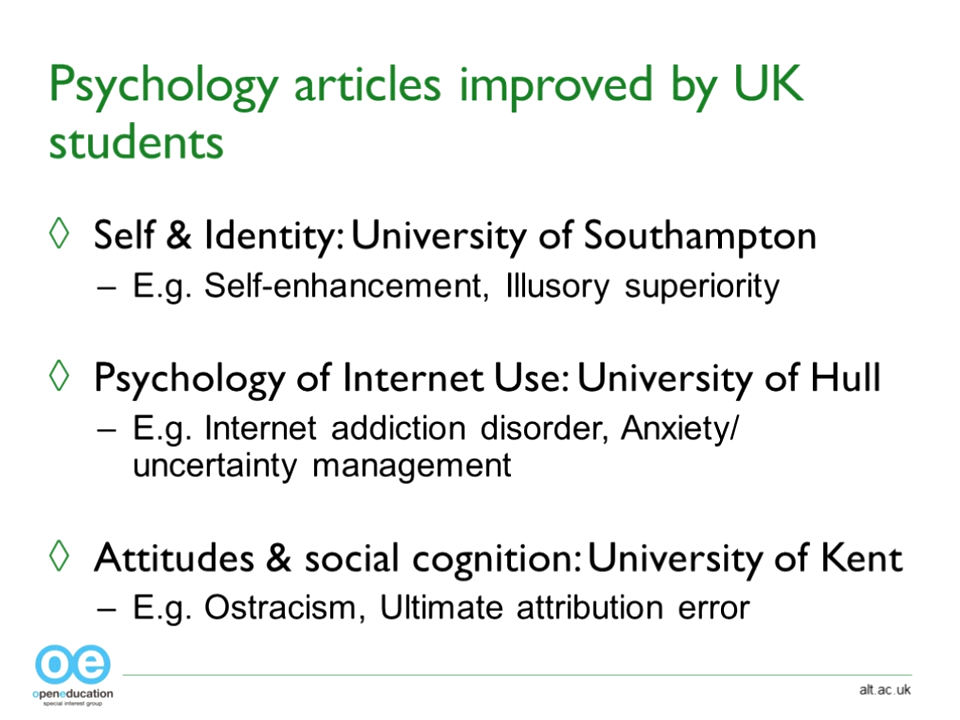 Psychology articles improved by UK
students
◊ Self & Identity: University of Southampton
– E.g. Self-enhancement, Illusory superiority
◊ Psychology of Internet Use: University of Hull
– E.g. Internet addiction disorder, Anxiety/
uncertainty management
◊ Attitudes & social cognition: University of Kent
– E.g. Ostracism, Ultimate attribution error
oe
openeducation
special interest group
alt.ac.uk